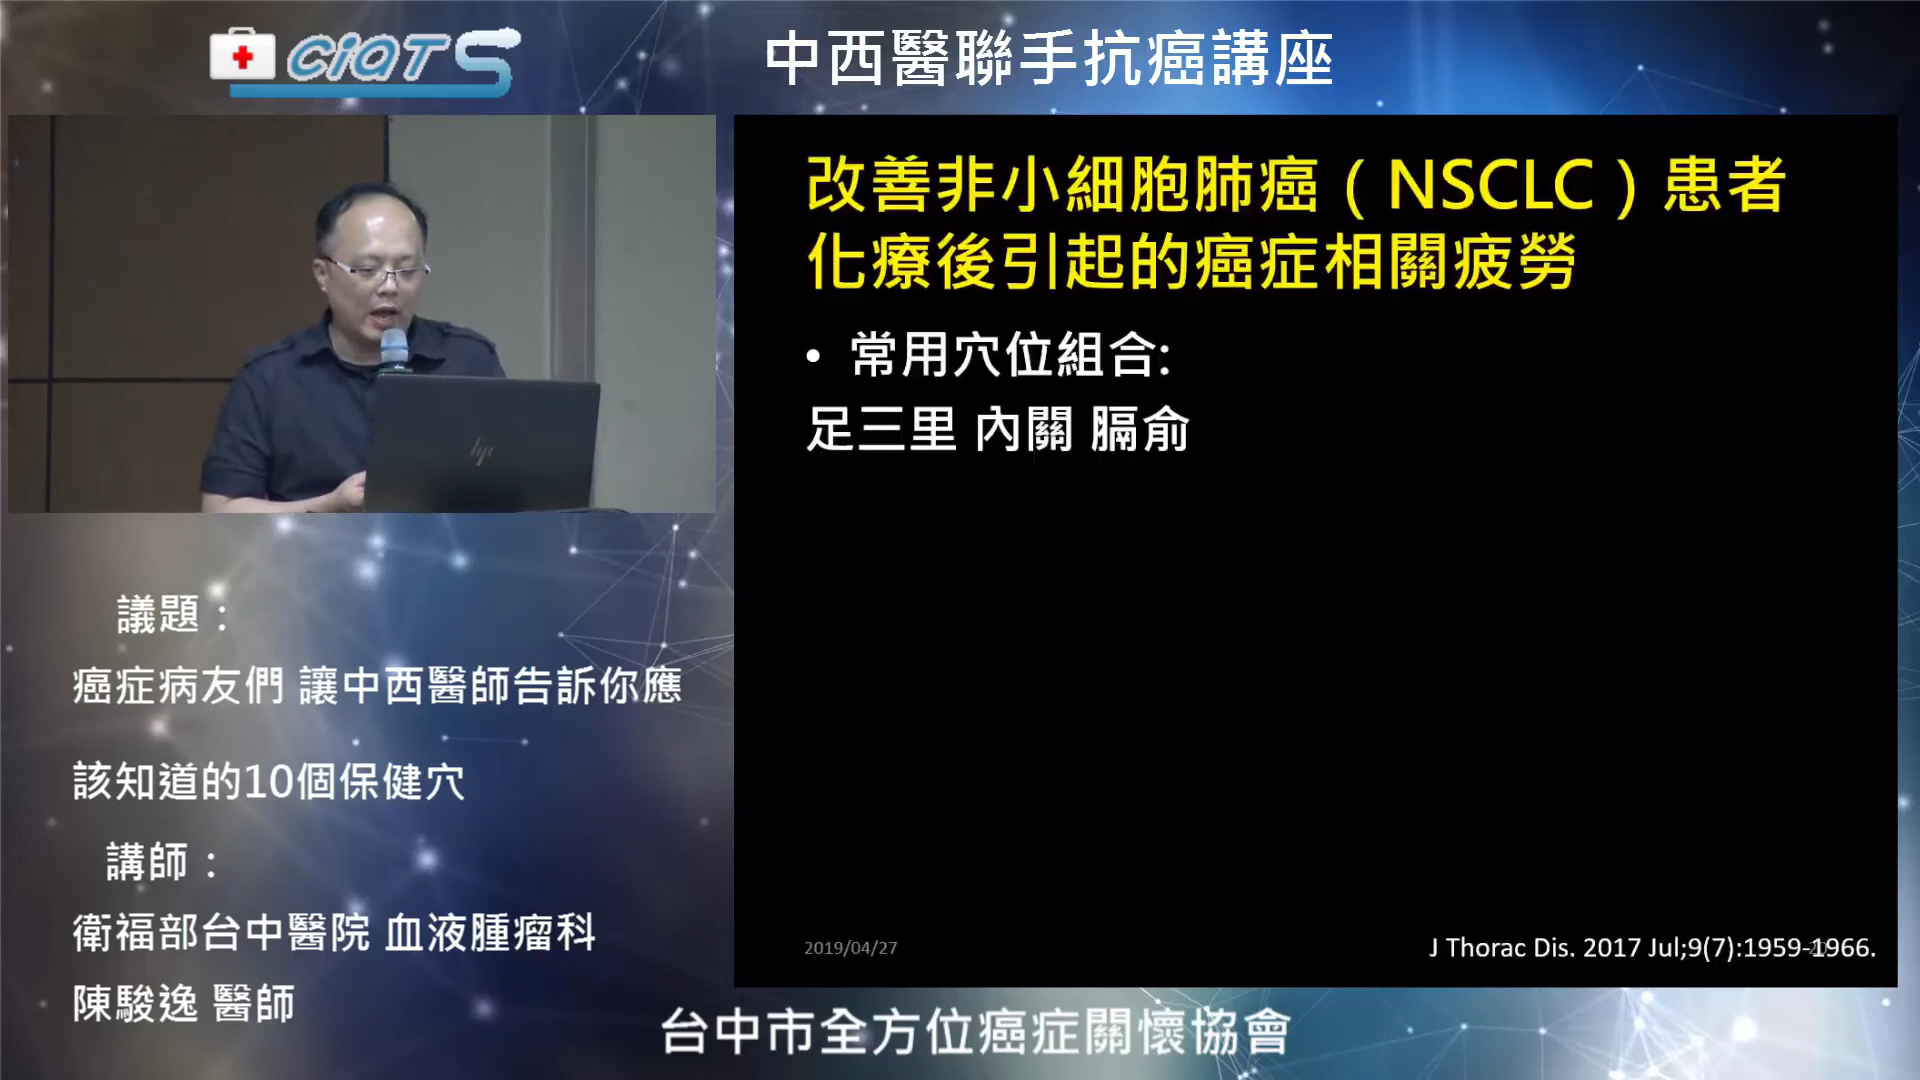 CiQTS
中西醫聯手抗癌講座
改善非小細胞肺癌（NSCLC）患者
化療後引起的癌症相關疲勞
• 常用穴位組合:
足三里 內關 膈俞
hp
2019/04/27
J Thorac Dis. 2017 Jul;9(7):1959-1966.
議題：
癌症病友們 讓中西醫師告訴你應
該知道的10個保健穴
講師：
衛福部台中醫院 血液腫瘤科
陳駿逸 醫師
台中市全方位癌症關懷協會